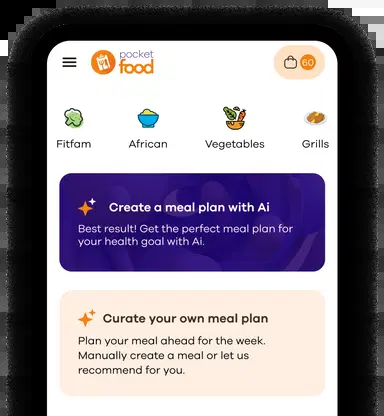 pocket
food
60
Fitfam African Vegetables Grills
Create a meal plan with Ai
Best result! Get the perfect meal plan for
your health goal with Ai.
Curate your own meal plan
Plan your meal ahead for the week.
Manually create a meal or let us
recommend for you.